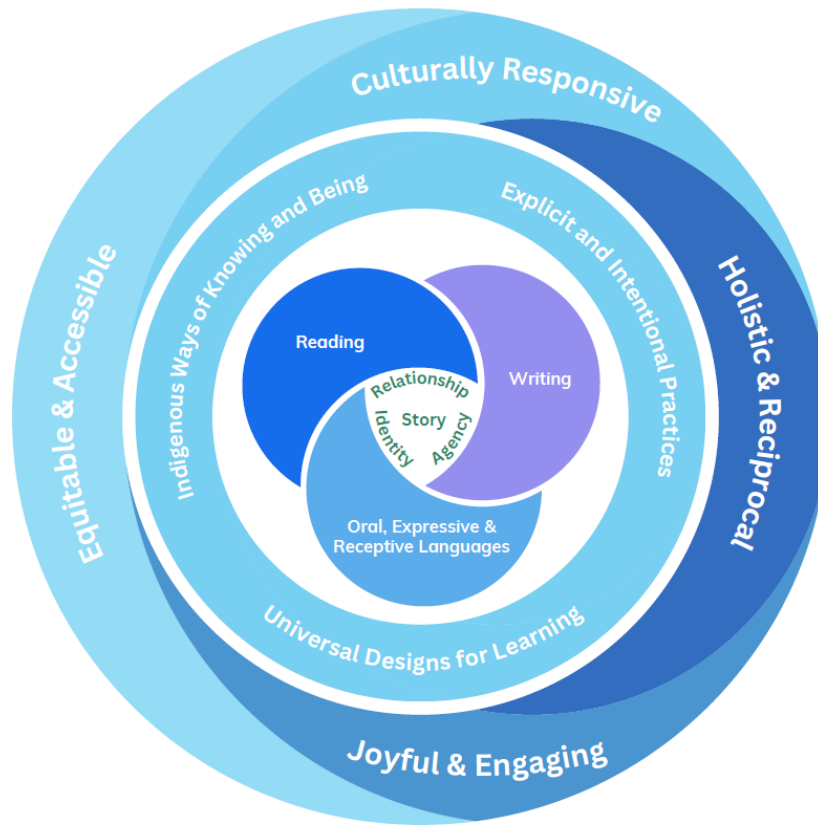 Culturally Responsive
Equitable & Accessible
Holistic & Reciprocal
Joyful & Engaging
Indigenous Ways of Knowing and Being
Explicit and Intentional Practices
Universal Designs for Learning
Reading
Writing
Relationship
Story
Identity
Agency
Oral, Expressive &
Receptive Languages